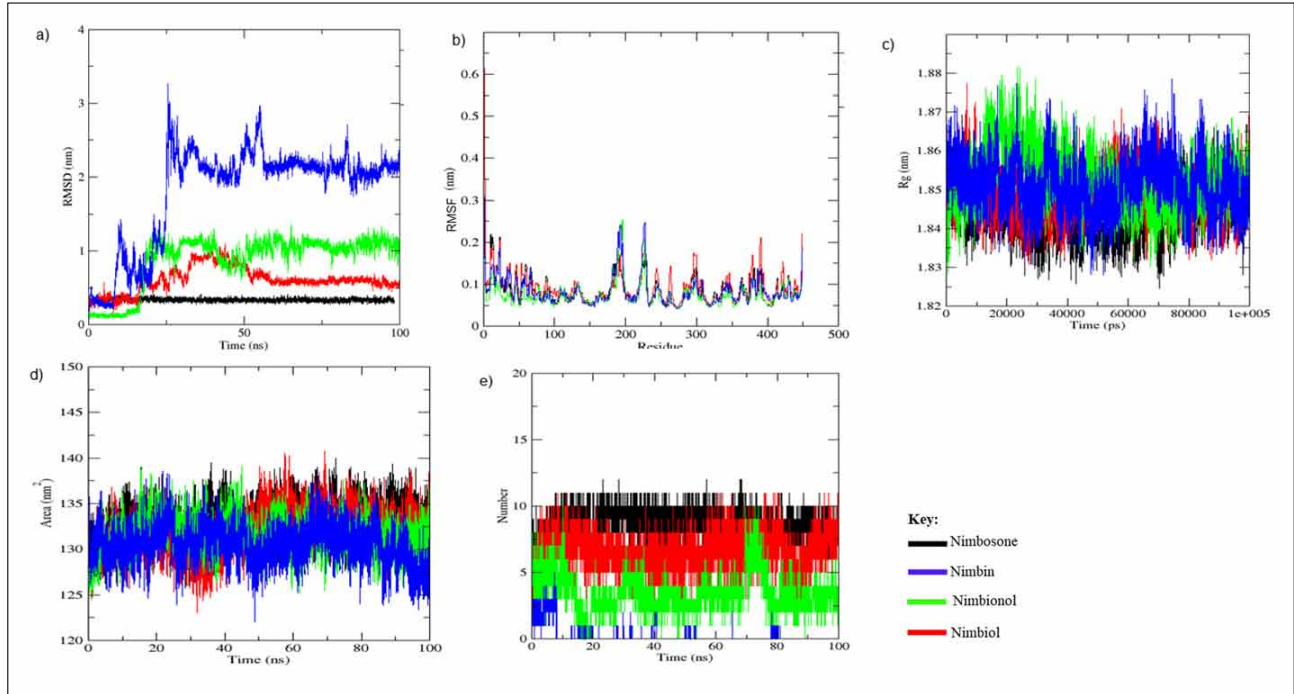 a)
4
3
2
1
0
RMSD (nm)
0
50
100
Time (ns)
b)
0.6
0.5
0.4
0.3
0.2
0.1
0
RMSF (nm)
0
100
200
300
400
500
Residue
c)
1.88
1.87
1.86
1.85
1.84
1.83
1.82
Rg (nm)
0
20000
40000
60000
80000
1e+005
Time (ps)
d)
150
145
140
135
130
125
120
Area (nm²)
0
20
40
60
80
100
Time (ns)
e)
20
15
10
5
0
Number
0
20
40
60
80
100
Time (ns)
Key:
Nimbosone
Nimbin
Nimbionol
Nimbiol